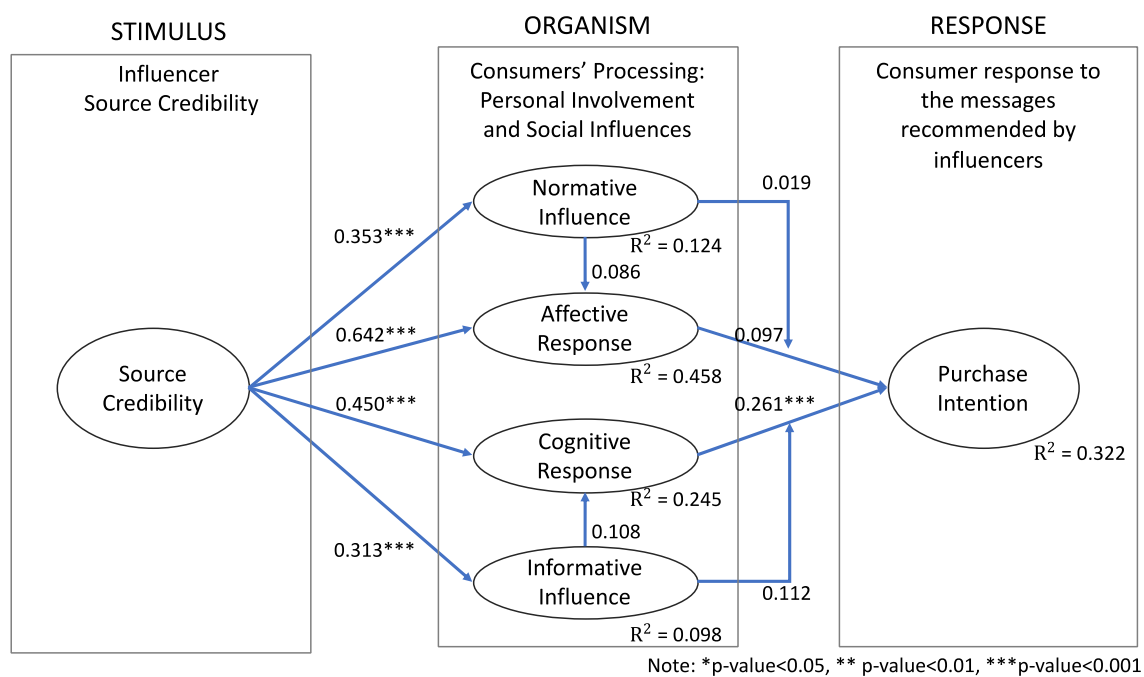 STIMULUS
Influencer
Source Credibility
Source
Credibility
0.353***
0.642***
0.450***
0.313***
ORGANISM
Consumers’ Processing:
Personal Involvement
and Social Influences
Normative
Influence
R² = 0.124
0.086
Affective
Response
R² = 0.458
Cognitive
Response
R² = 0.245
0.108
Informative
Influence
R² = 0.098
0.019
0.097
0.261***
0.112
RESPONSE
Consumer response to
the messages
recommended by
influencers
Purchase
Intention
R² = 0.322
Note: *p-value<0.05, ** p-value<0.01, ***p-value<0.001